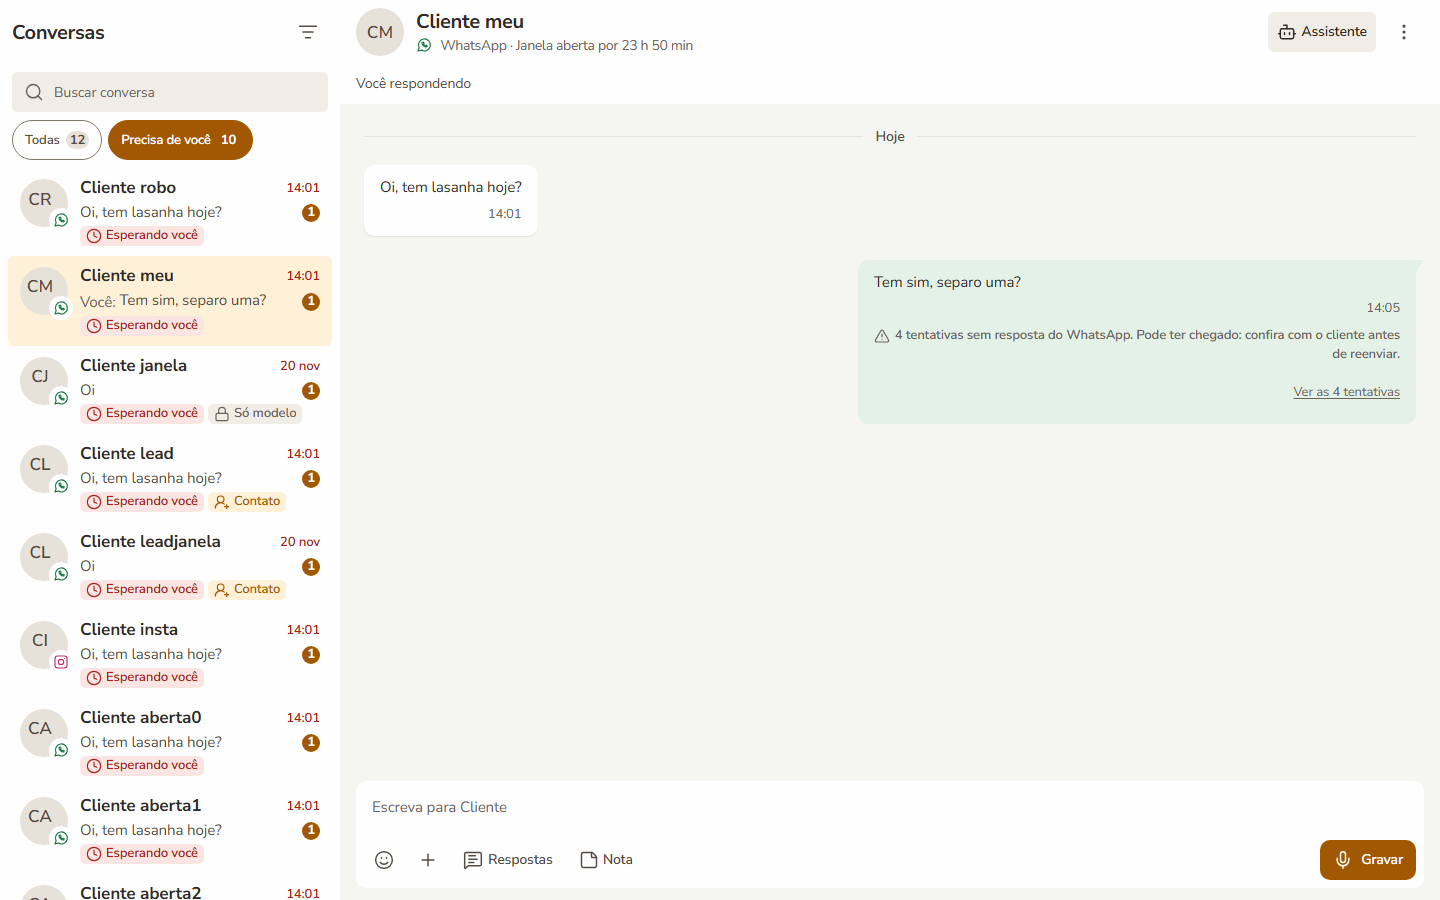 Conversas
Buscar conversa
Todas 12
Precisa de você 10
CR
Cliente robo
14:01
Oi, tem lasanha hoje?
1
Esperando você
CM
Cliente meu
14:01
Você: Tem sim, separo uma?
1
Esperando você
CJ
Cliente janela
20 nov
Oi
1
Esperando você
Só modelo
CL
Cliente lead
14:01
Oi, tem lasanha hoje?
1
Esperando você
Contato
CL
Cliente leadjanela
20 nov
Oi
1
Esperando você
Contato
CI
Cliente insta
14:01
Oi, tem lasanha hoje?
1
Esperando você
CA
Cliente aberta0
14:01
Oi, tem lasanha hoje?
1
Esperando você
CA
Cliente aberta1
14:01
Oi, tem lasanha hoje?
1
Esperando você
Cliente aberta2
14:01
CM
Cliente meu
WhatsApp · Janela aberta por 23 h 50 min
Assistente
Você respondendo
Hoje
Oi, tem lasanha hoje?
14:01
Tem sim, separo uma?
14:05
4 tentativas sem resposta do WhatsApp. Pode ter chegado: confira com o cliente antes
de reenviar.
Ver as 4 tentativas
Escreva para Cliente
Respostas
Nota
Gravar